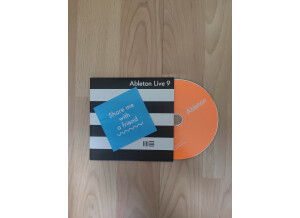 Ableton Live 9
Share me
with
a friend
Ableton